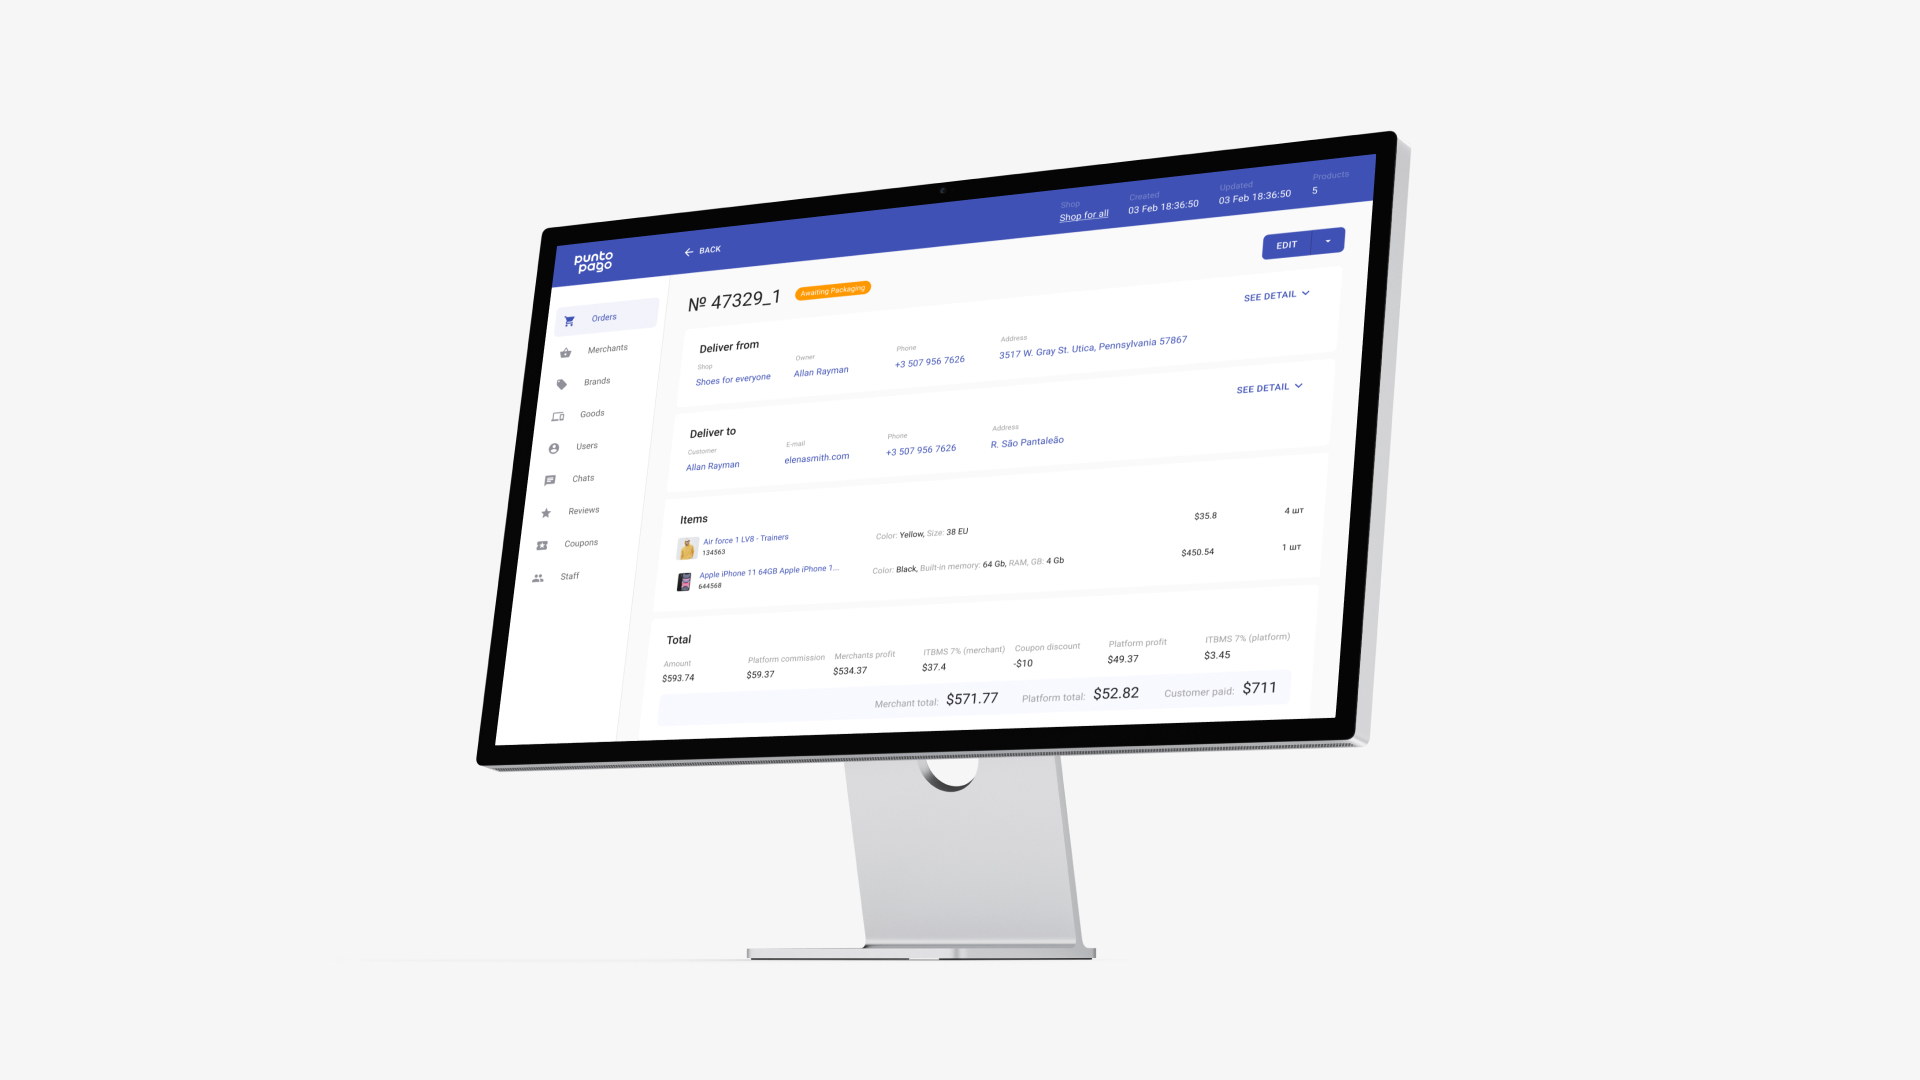 punto
pago
BACK
Shop
Shop for all
Created
03 Feb 18:36:50
Updated
03 Feb 18:36:50
Products
5
Orders
Merchants
Brands
Goods
Users
Chats
Reviews
Coupons
Staff
№ 47329_1
Awaiting Packaging
EDIT
Deliver from
SEE DETAIL
Shop
Shoes for everyone
Owner
Allan Rayman
Phone
+3 507 956 7626
Address
3517 W. Gray St. Utica, Pennsylvania 57867
Deliver to
SEE DETAIL
Customer
Allan Rayman
E-mail
elenasmith.com
Phone
+3 507 956 7626
Address
R. São Pantaleão
Items
Air force 1 LV8 - Trainers
134563
Color: Yellow, Size: 38 EU
$35.8
4 шт
Apple iPhone 11 64GB Apple iPhone 1...
644568
Color: Black, Built-in memory: 64 Gb, RAM, GB: 4 Gb
$450.54
1 шт
Total
Amount
$593.74
Platform commission
$59.37
Merchants profit
$534.37
ITBMS 7% (merchant)
$37.4
Coupon discount
-$10
Platform profit
$49.37
ITBMS 7% (platform)
$3.45
Merchant total: $571.77
Platform total: $52.82
Customer paid: $711